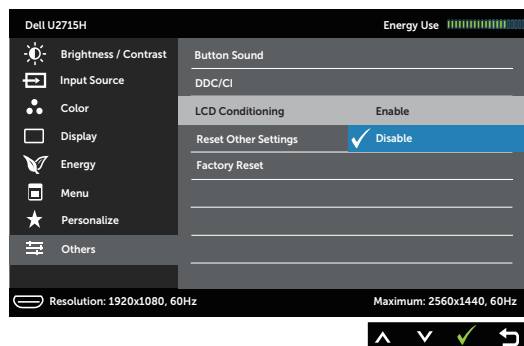 Dell U2715H
Energy Use
Brightness / Contrast
Button Sound
Input Source
DDC/CI
Color
LCD Conditioning
Enable
Display
Reset Other Settings
Disable
Energy
Factory Reset
Menu
Personalize
Others
Resolution: 1920x1080, 60Hz
Maximum: 2560x1440, 60Hz